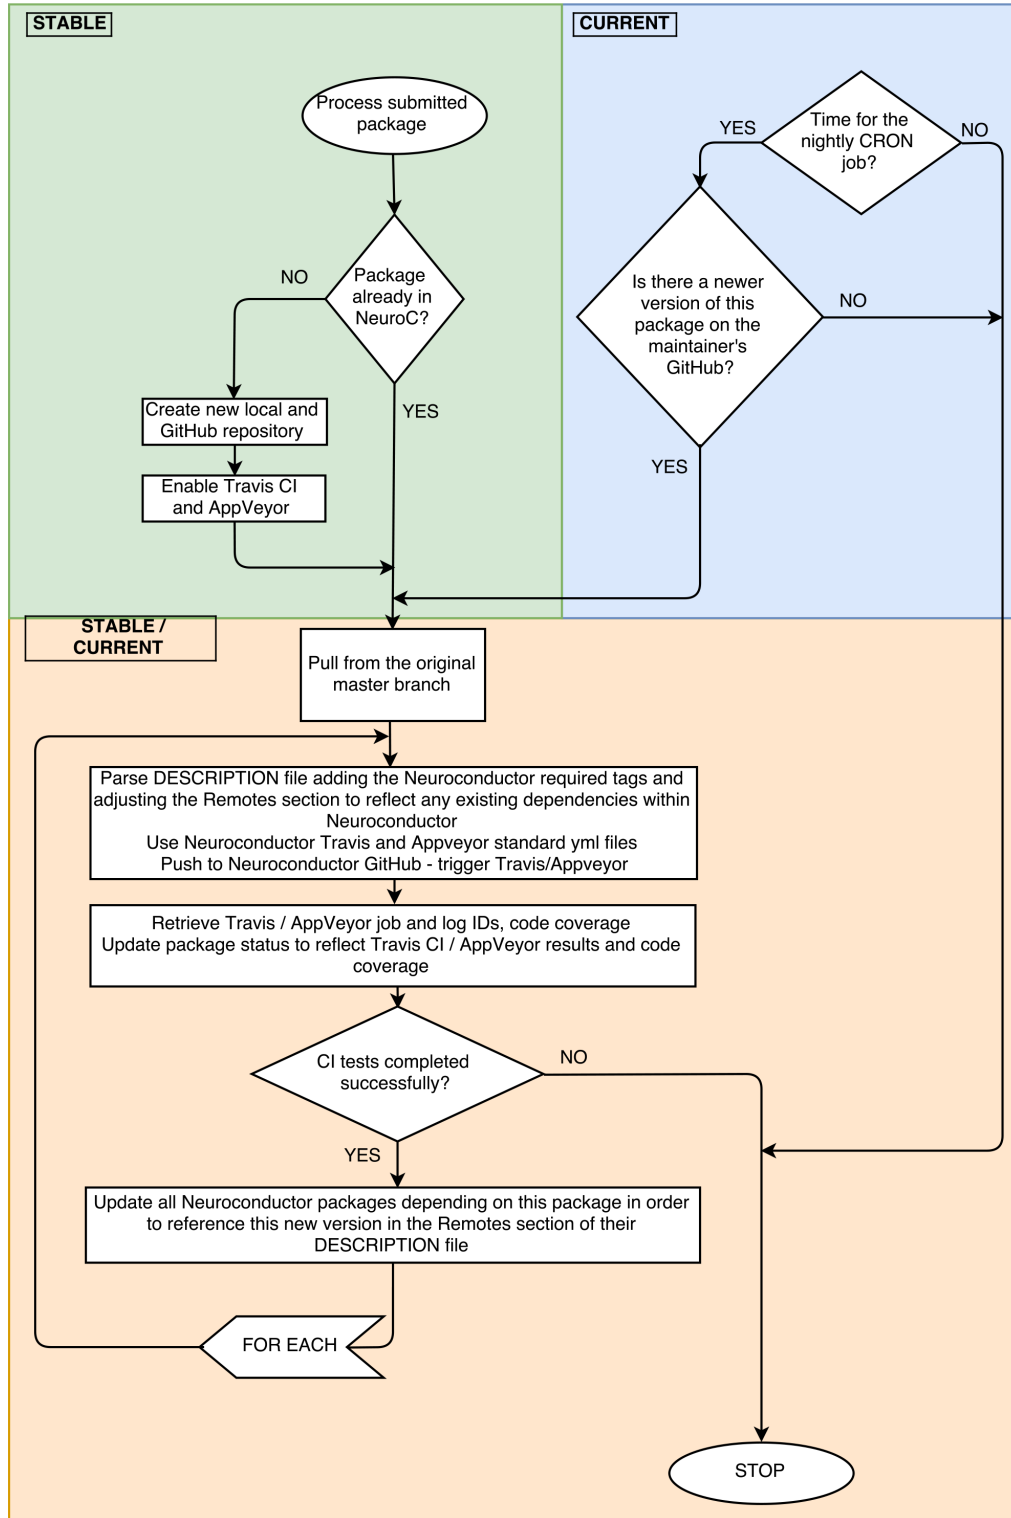 STABLE
CURRENT
Process submitted
package
Time for the
nightly CRON
job?
YES
NO
Package
already in
NeuroC?
NO
YES
Is there a newer
version of this
package on the
maintainer's
GitHub?
NO
YES
Create new local and
GitHub repository
Enable Travis CI
and AppVeyor
STABLE /
CURRENT
Pull from the original
master branch
Parse DESCRIPTION file adding the Neuroconductor required tags and
adjusting the Remotes section to reflect any existing dependencies within
Neuroconductor
Use Neuroconductor Travis and Appveyor standard yml files
Push to Neuroconductor GitHub - trigger Travis/Appveyor
Retrieve Travis / AppVeyor job and log IDs, code coverage
Update package status to reflect Travis CI / AppVeyor results and code
coverage
CI tests completed
successfully?
NO
YES
Update all Neuroconductor packages depending on this package in order
to reference this new version in the Remotes section of their
DESCRIPTION file
FOR EACH
STOP